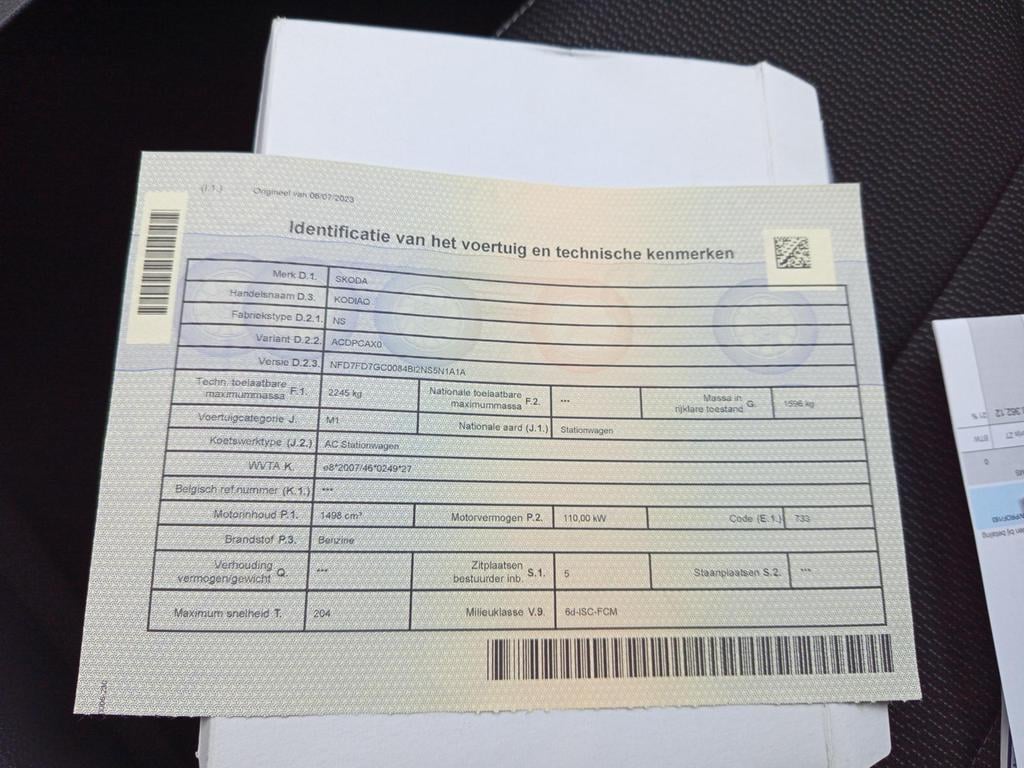 (I.1.) Origineel van 06/07/2023
Identificatie van het voertuig en technische kenmerken
Merk D.1. SKODA
Handelsnaam D.3. KODIAQ
Fabriekstype D.2.1. NS
Variant D.2.2. ACDPCAX0
Versie D.2.3. NFD7FD7GC0084BI2NS5N1A1A
Techn. toelaatbare maximummassa F.1. 2245 kg Nationale toelaatbare maximummassa F.2. --- Massa in rijklare toestand G. 1596 kg
Voertuigcategorie J. M1 Nationale aard (J.1.) Stationwagen
Koetswerktype (J.2.) AC Stationwagen
WVTA K. e8*2007/46*0249*27
Belgisch ref.nummer (K.1.) ---
Motorinhoud P.1. 1498 cm³ Motorvermogen P.2. 110,00 kW Code (E.1.) 733
Brandstof P.3. Benzine
Verhouding vermogen/gewicht Q. --- Zitplaatsen bestuurder inb. S.1. 5 Staanplaatsen S.2. ---
Maximum snelheid T. 204 Milieuklasse V.9. 6d-ISC-FCM
21 %
BTW
0